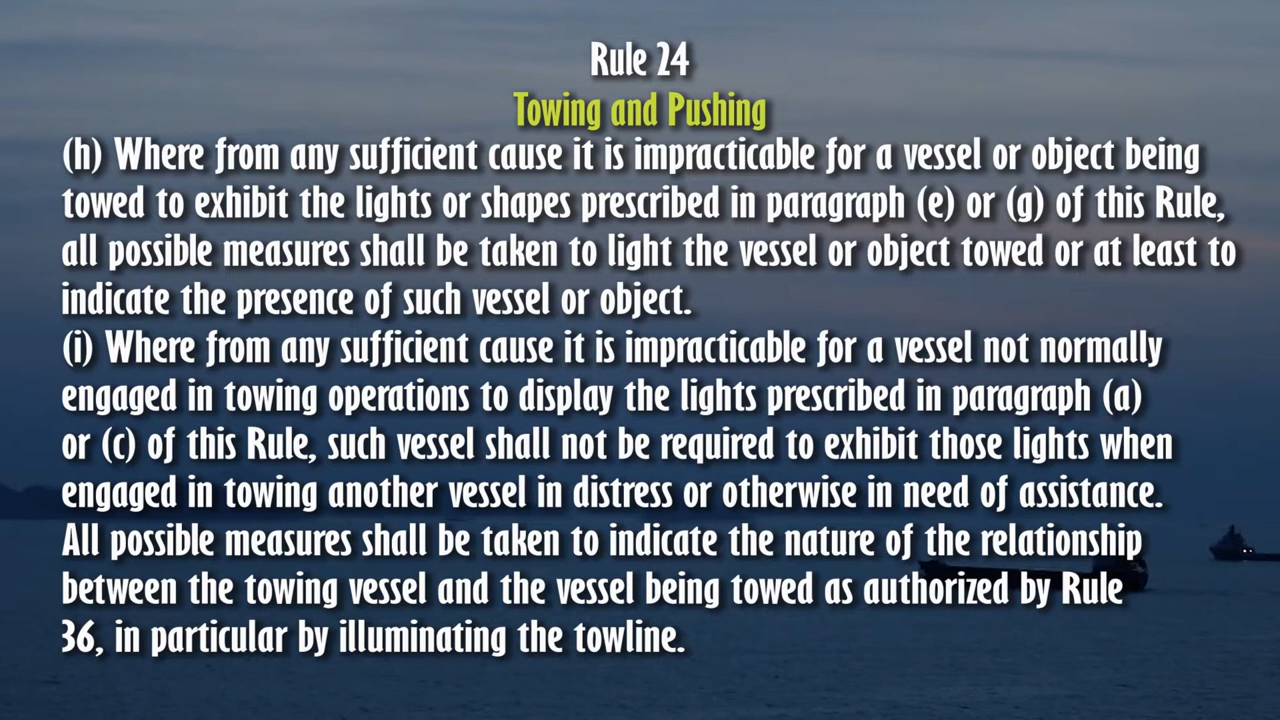 Rule 24
Towing and Pushing
(h) Where from any sufficient cause it is impracticable for a vessel or object being
towed to exhibit the lights or shapes prescribed in paragraph (e) or (g) of this Rule,
all possible measures shall be taken to light the vessel or object towed or at least to
indicate the presence of such vessel or object.
(i) Where from any sufficient cause it is impracticable for a vessel not normally
engaged in towing operations to display the lights prescribed in paragraph (a)
or (c) of this Rule, such vessel shall not be required to exhibit those lights when
engaged in towing another vessel in distress or otherwise in need of assistance.
All possible measures shall be taken to indicate the nature of the relationship
between the towing vessel and the vessel being towed as authorized by Rule
36, in particular by illuminating the towline.